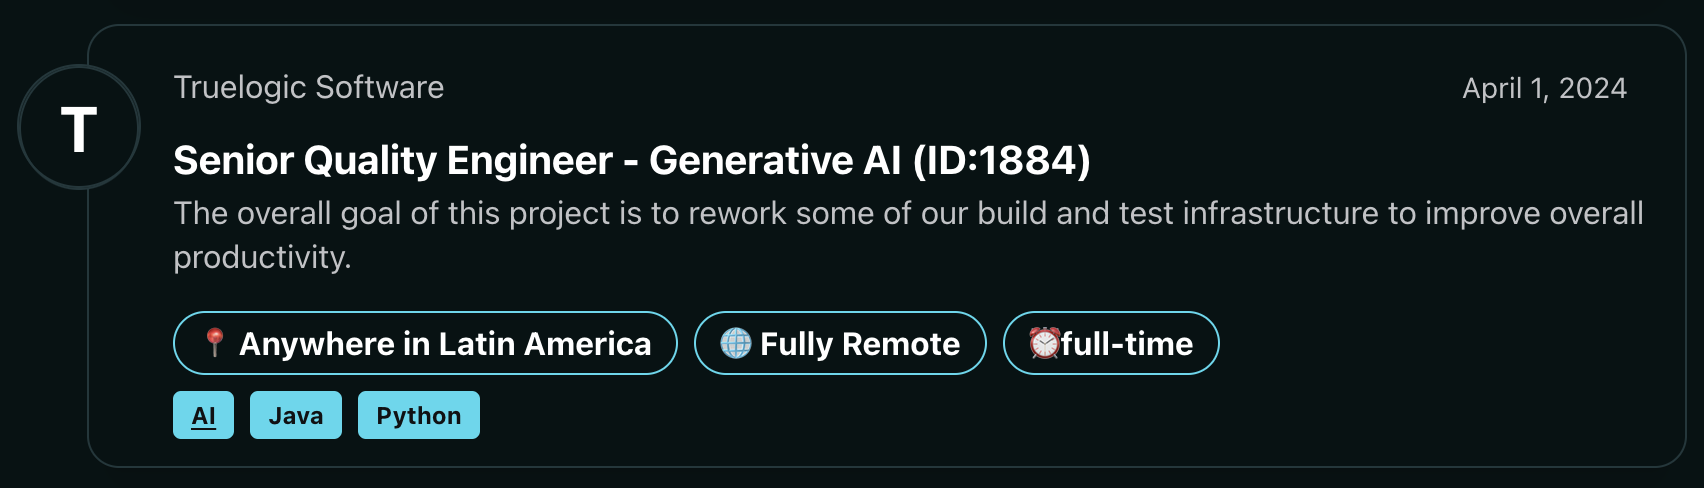 Truelogic Software
April 1, 2024
T
Senior Quality Engineer - Generative AI (ID:1884)
The overall goal of this project is to rework some of our build and test infrastructure to improve overall
productivity.
📍 Anywhere in Latin America
🌐 Fully Remote
⏰full-time
AI
Java
Python